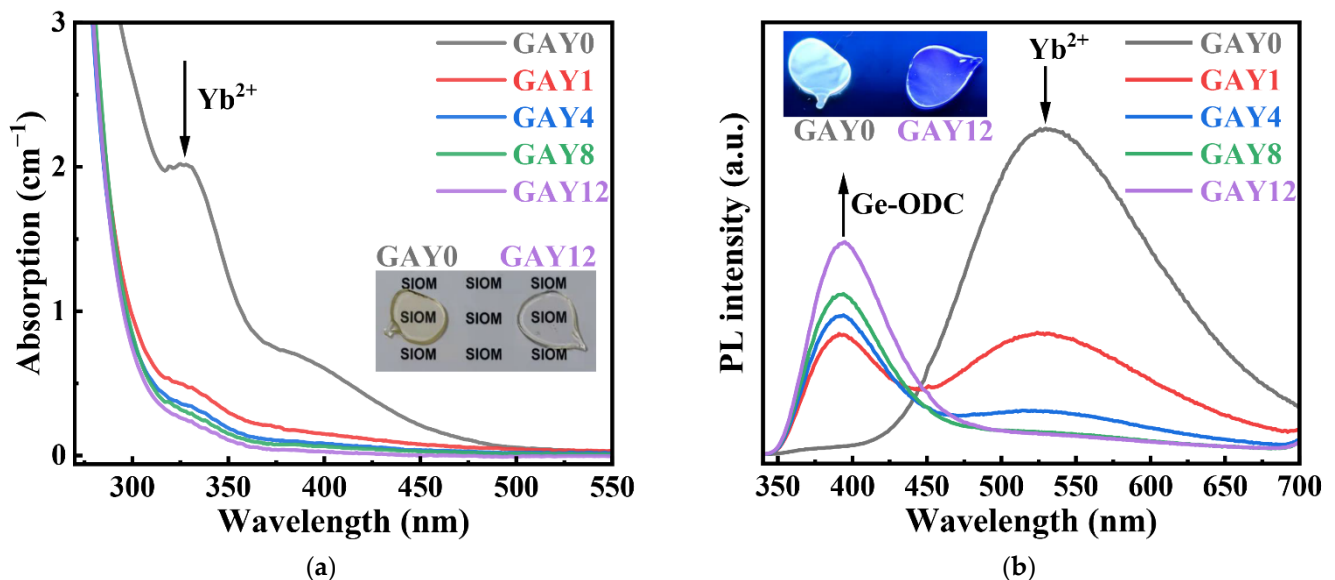 3
2
1
0
Absorption (cm⁻¹)
300
350
400
450
500
550
Wavelength (nm)
Yb²⁺
GAY0
GAY1
GAY4
GAY8
GAY12
GAY0 GAY12
SIOM SIOM SIOM
SIOM SIOM SIOM
SIOM SIOM SIOM
(a)
PL intensity (a.u.)
350 400 450 500 550 600 650 700
Wavelength (nm)
GAY0 GAY12
Ge-ODC
Yb²⁺
GAY0
GAY1
GAY4
GAY8
GAY12
(b)